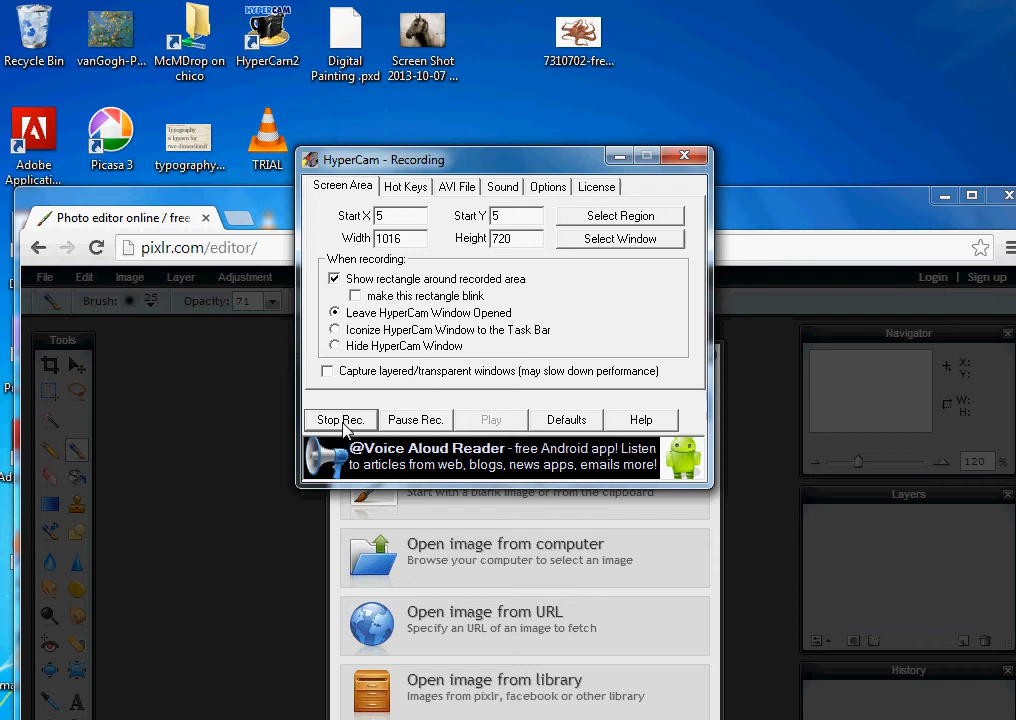 HYPERCAM
Recycle Bin
vanGogh-P...
McMDrop on
chico
HyperCam2
Digital
Painting .pxd
Screen Shot
2013-10-07 ...
7310702-fre...
Adobe
Applicati...
Picasa 3
Typography
is known for
two-dimensional
typography...
TRIAL
HyperCam - Recording
Screen Area
Hot Keys
AVI File
Sound
Options
License
Start X 5
Start Y 5
Select Region
Width 1016
Height 720
Select Window
When recording:
Show rectangle around recorded area
make this rectangle blink
Leave HyperCam Window Opened
Iconize HyperCam Window to the Task Bar
Hide HyperCam Window
Capture layered/transparent windows (may slow down performance)
Stop Rec.
Pause Rec.
Play
Defaults
Help
@Voice Aloud Reader - free Android app! Listen
to articles from web, blogs, news apps, emails more!
Photo editor online / free
pixlr.com/editor/
File Edit Image Layer Adjustment
Login | Sign up
Brush: 25 Opacity: 71
Tools
Navigator
X:
Y:
W:
H:
120 %
Layers
History
Start with a blank image or from the clipboard
Open image from computer
Browse your computer to select an image
Open image from URL
Specify an URL of an image to fetch
Open image from library
Images from pixlr, facebook or other library